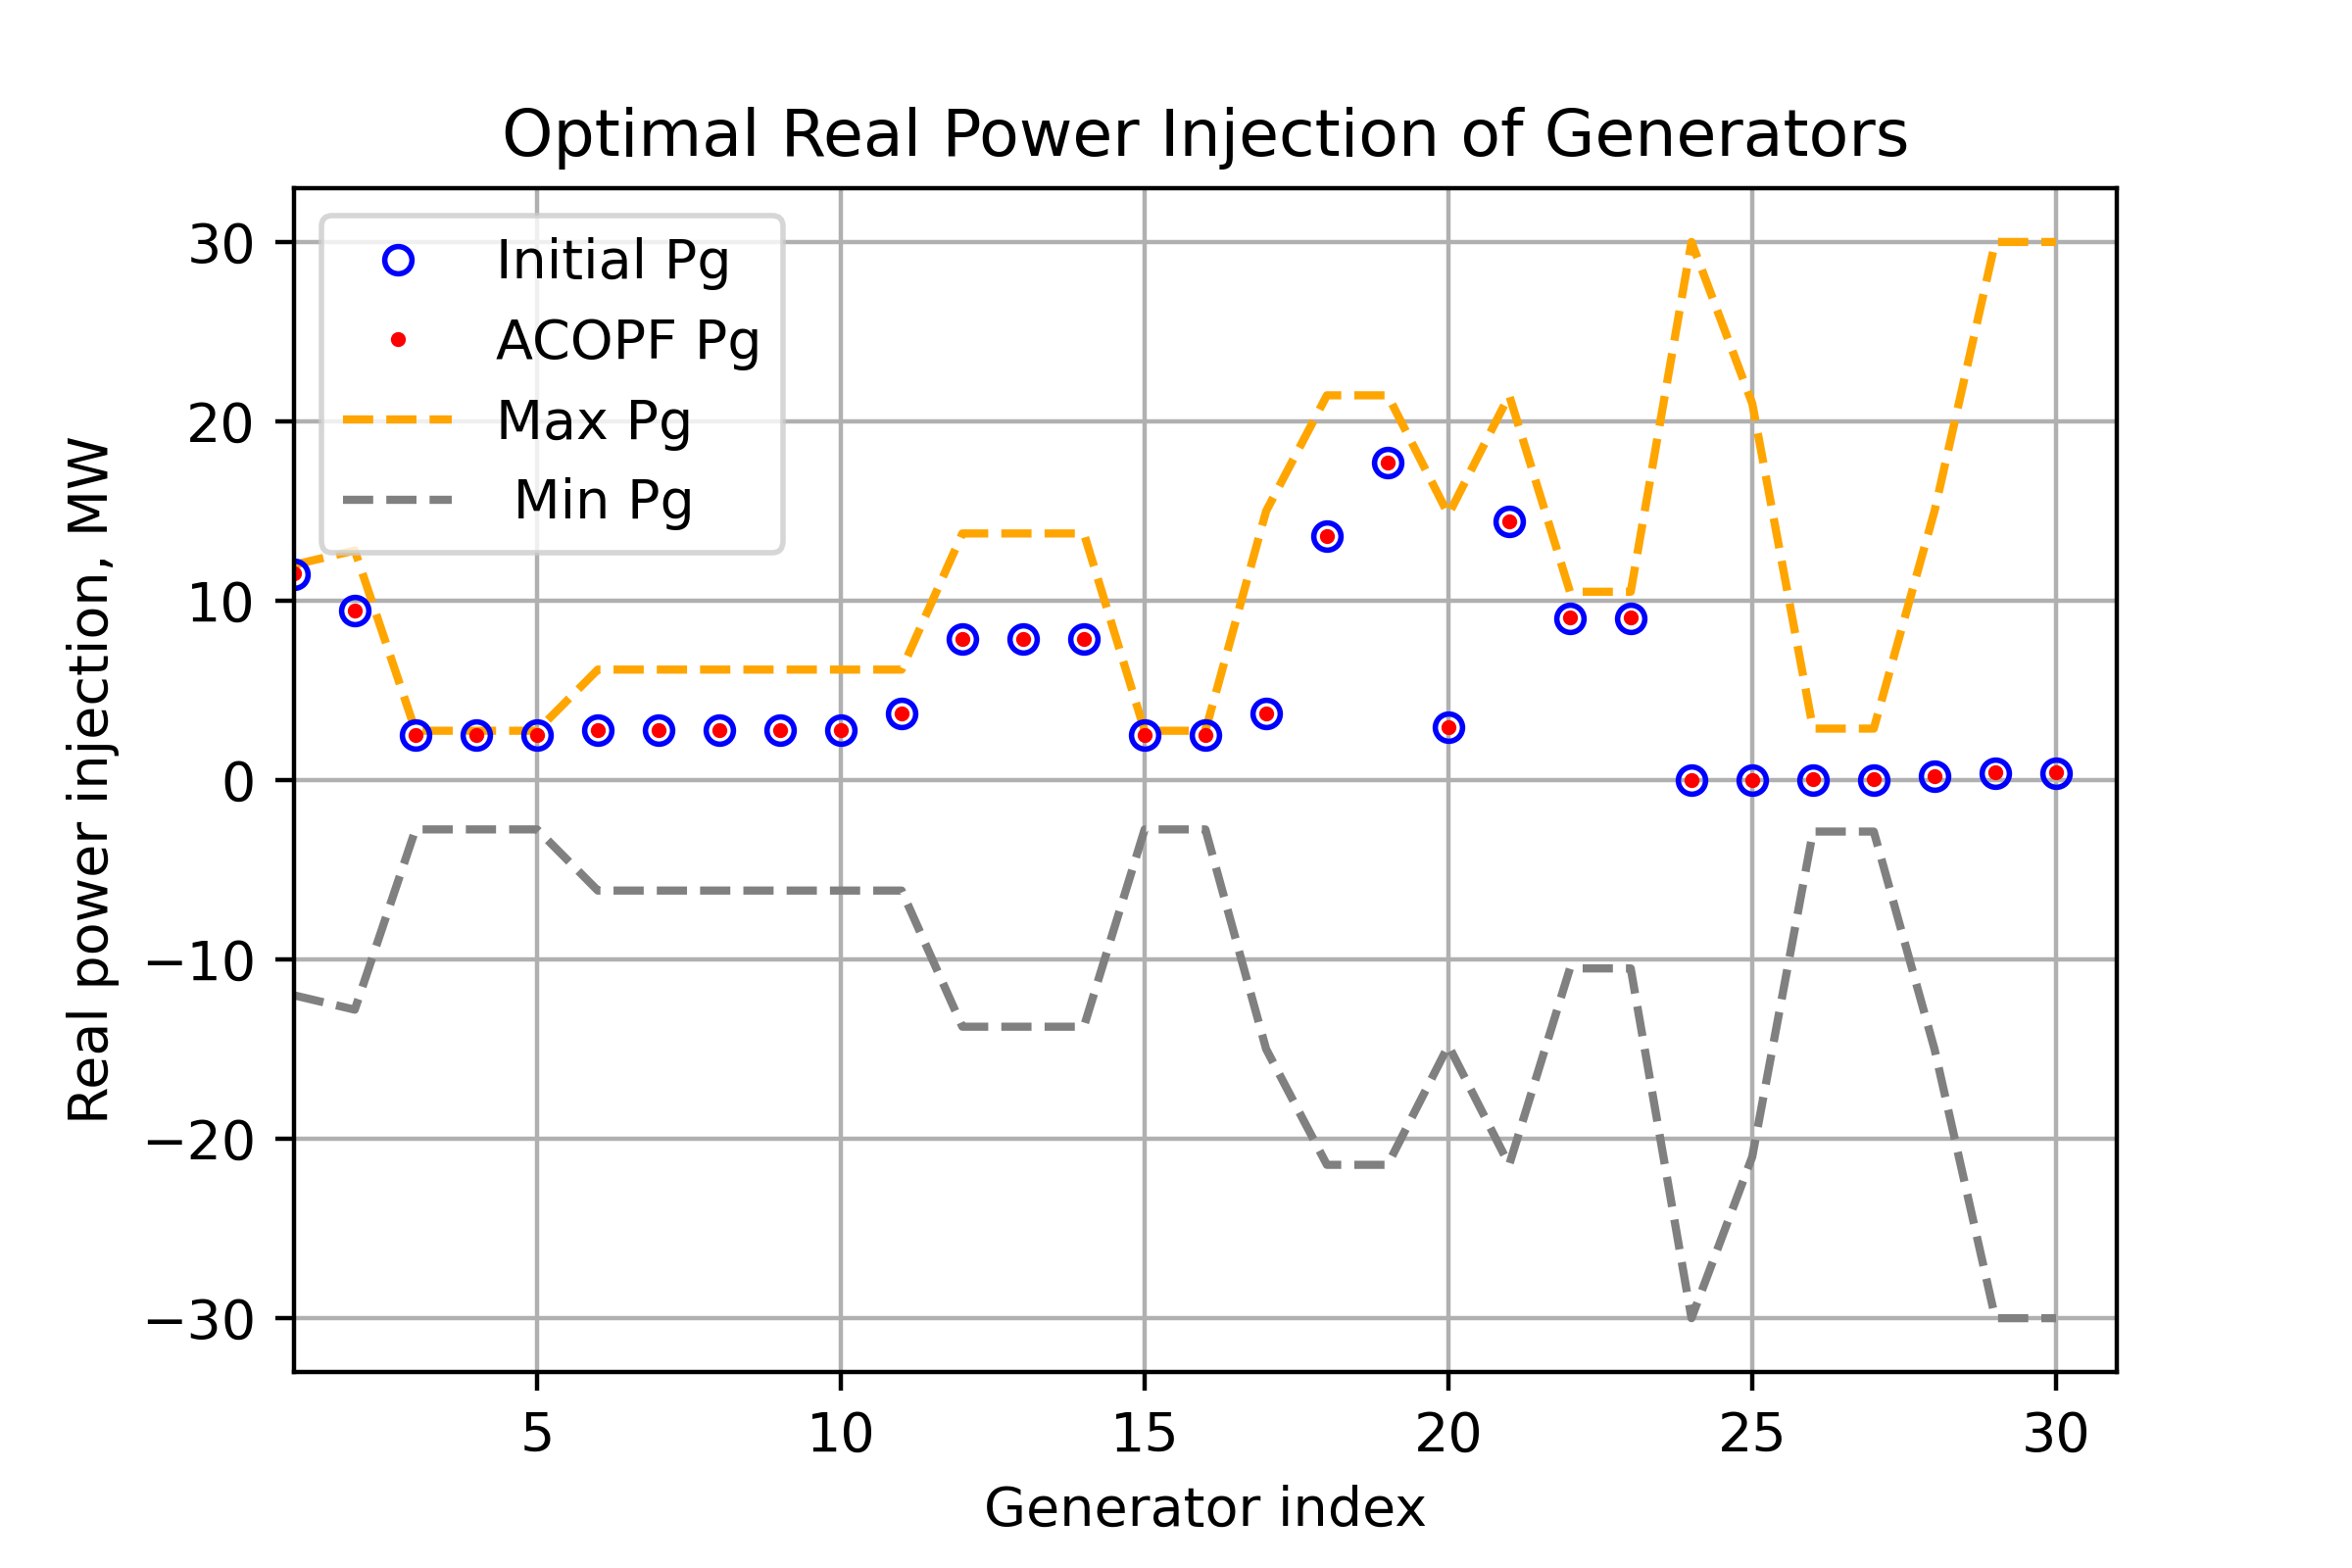 Optimal Real Power Injection of Generators
Initial Pg
ACOPF Pg
Max Pg
Min Pg
30
20
10
0
−10
−20
−30
Real power injection, MW
5 10 15 20 25 30
Generator index